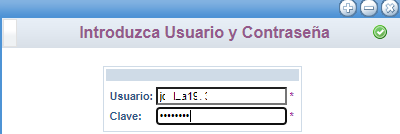 Introduzca Usuario y Contraseña
Usuario: *
Clave: ******** *